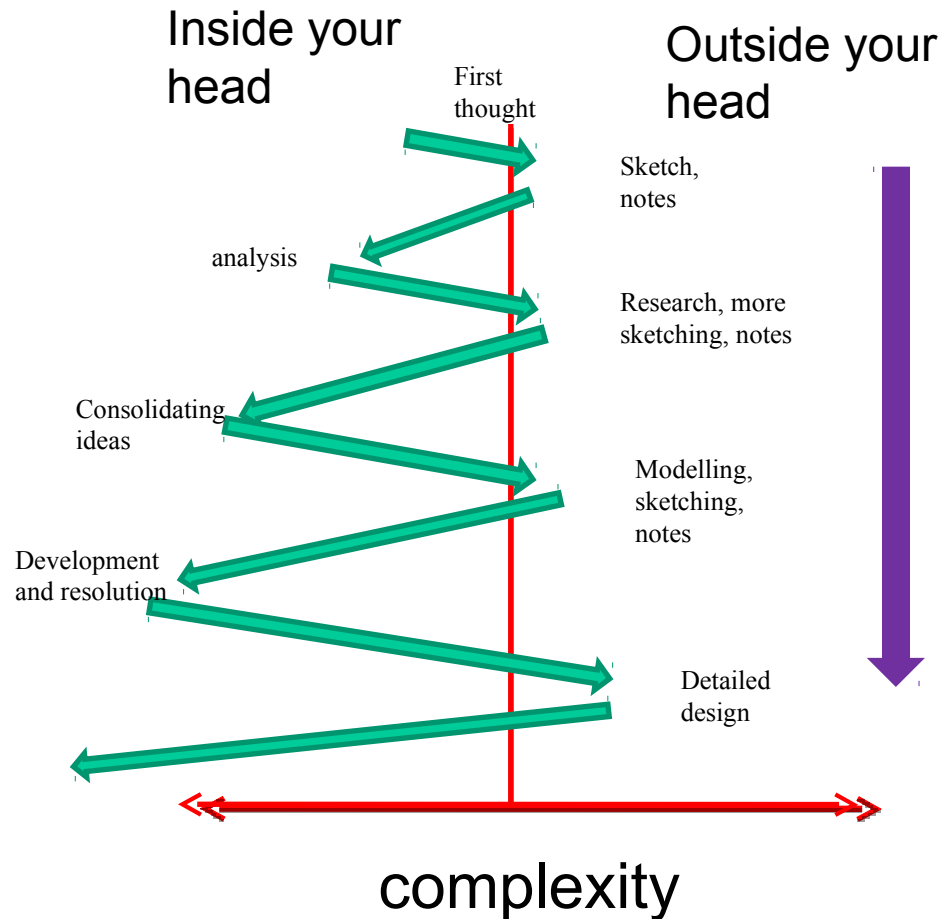 Inside your
head
Outside your
head
First
thought
Sketch,
notes
analysis
Research, more
sketching, notes
Consolidating
ideas
Modelling,
sketching,
notes
Development
and resolution
Detailed
design
complexity